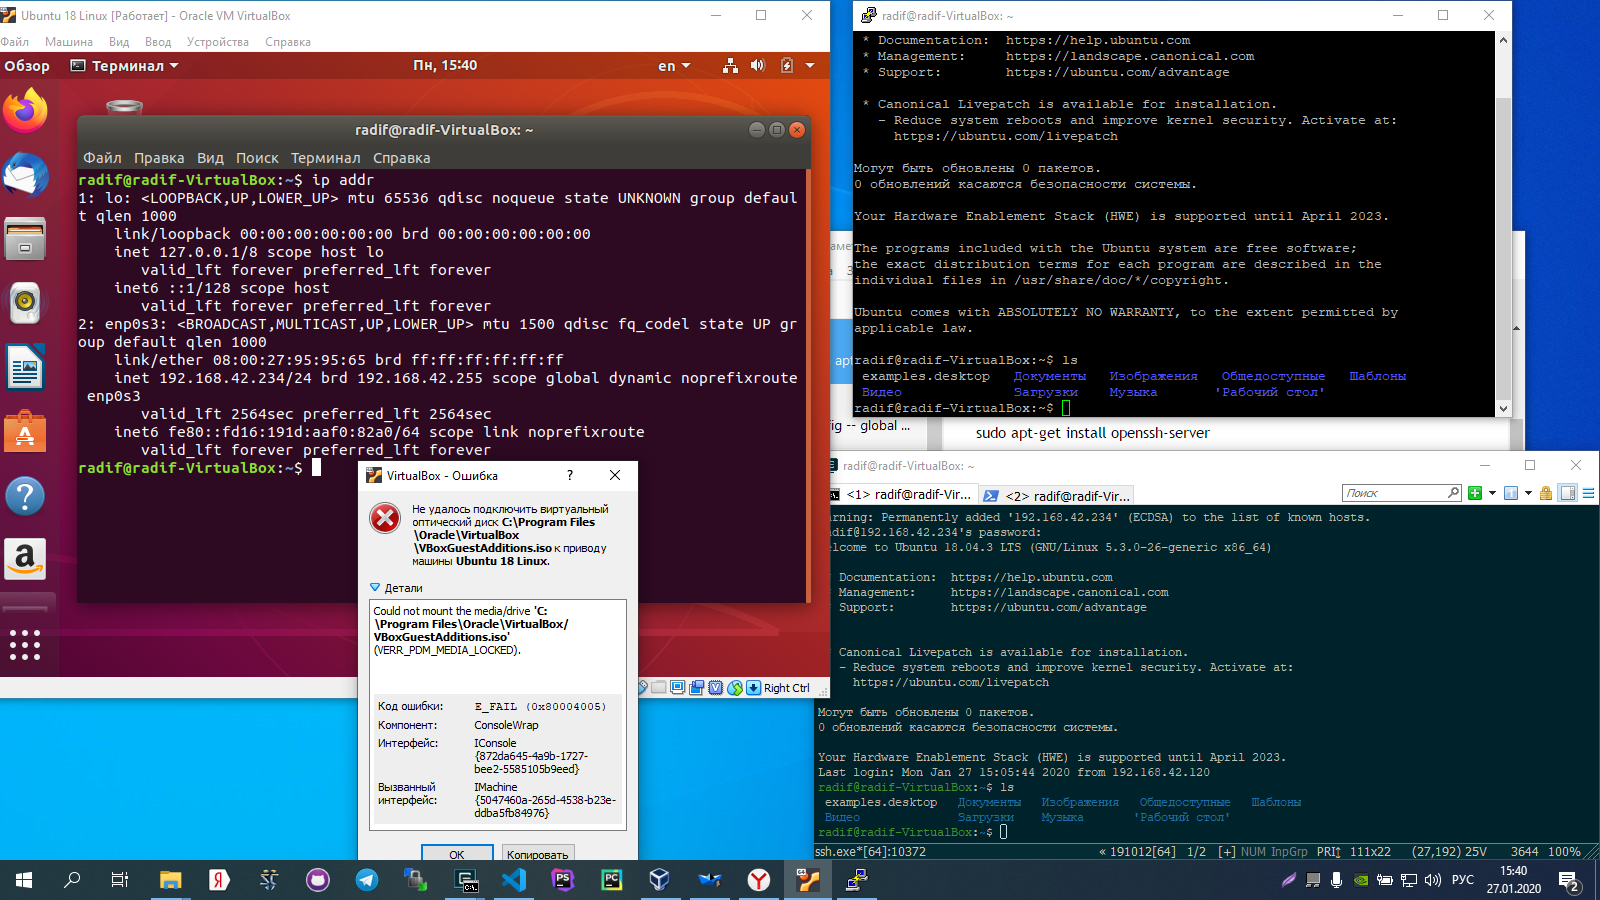 Ubuntu 18 Linux [Работает] - Oracle VM VirtualBox
Файл Машина Вид Ввод Устройства Справка
Обзор Терминал Пн, 15:40 en
radif@radif-VirtualBox: ~
Файл Правка Вид Поиск Терминал Справка
radif@radif-VirtualBox:~$ ip addr
1: lo: <LOOPBACK,UP,LOWER_UP> mtu 65536 qdisc noqueue state UNKNOWN group defaul
t qlen 1000
link/loopback 00:00:00:00:00:00 brd 00:00:00:00:00:00
inet 127.0.0.1/8 scope host lo
valid_lft forever preferred_lft forever
inet6 ::1/128 scope host
valid_lft forever preferred_lft forever
2: enp0s3: <BROADCAST,MULTICAST,UP,LOWER_UP> mtu 1500 qdisc fq_codel state UP gr
oup default qlen 1000
link/ether 08:00:27:95:95:65 brd ff:ff:ff:ff:ff:ff
inet 192.168.42.234/24 brd 192.168.42.255 scope global dynamic noprefixroute
enp0s3
valid_lft 2564sec preferred_lft 2564sec
inet6 fe80::fd16:191d:aaf0:82a0/64 scope link noprefixroute
valid_lft forever preferred_lft forever
radif@radif-VirtualBox:~$
Right Ctrl
VirtualBox - Ошибка ?
Не удалось подключить виртуальный
оптический диск C:\Program Files
\Oracle\VirtualBox
\VBoxGuestAdditions.iso к приводу
машины Ubuntu 18 Linux.
Детали
Could not mount the media/drive 'C:
\Program Files\Oracle\VirtualBox/
VBoxGuestAdditions.iso'
(VERR_PDM_MEDIA_LOCKED).
Код ошибки: E_FAIL (0x80004005)
Компонент: ConsoleWrap
Интерфейс: IConsole
{872da645-4a9b-1727-
bee2-5585105b9eed}
Вызванный IMachine
интерфейс: {5047460a-265d-4538-b23e-
ddba5fb84976}
OK Копировать
radif@radif-VirtualBox: ~
* Documentation: https://help.ubuntu.com
* Management: https://landscape.canonical.com
* Support: https://ubuntu.com/advantage
* Canonical Livepatch is available for installation.
- Reduce system reboots and improve kernel security. Activate at:
https://ubuntu.com/livepatch
Могут быть обновлены 0 пакетов.
0 обновлений касаются безопасности системы.
Your Hardware Enablement Stack (HWE) is supported until April 2023.
The programs included with the Ubuntu system are free software;
the exact distribution terms for each program are described in the
individual files in /usr/share/doc/*/copyright.
Ubuntu comes with ABSOLUTELY NO WARRANTY, to the extent permitted by
applicable law.
radif@radif-VirtualBox:~$ ls
examples.desktop Документы Изображения Общедоступные Шаблоны
Видео Загрузки Музыка 'Рабочий стол'
radif@radif-VirtualBox:~$
ig -- global ...
sudo apt-get install openssh-server
radif@radif-VirtualBox: ~
<1> radif@radif-Vir... <2> radif@radif-Vir... Поиск
arning: Permanently added '192.168.42.234' (ECDSA) to the list of known hosts.
adif@192.168.42.234's password:
elcome to Ubuntu 18.04.3 LTS (GNU/Linux 5.3.0-26-generic x86_64)
Documentation: https://help.ubuntu.com
Management: https://landscape.canonical.com
Support: https://ubuntu.com/advantage
Canonical Livepatch is available for installation.
- Reduce system reboots and improve kernel security. Activate at:
https://ubuntu.com/livepatch
Могут быть обновлены 0 пакетов.
0 обновлений касаются безопасности системы.
Your Hardware Enablement Stack (HWE) is supported until April 2023.
Last login: Mon Jan 27 15:05:44 2020 from 192.168.42.120
radif@radif-VirtualBox:~$ ls
examples.desktop Документы Изображения Общедоступные Шаблоны
Видео Загрузки Музыка 'Рабочий стол'
radif@radif-VirtualBox:~$
ssh.exe*[64]:10372 « 191012[64] 1/2 [+] NUM InpGrp PRI↕ 111x22 (27,192) 25V 3644 100%
РУС 15:40
27.01.2020
2